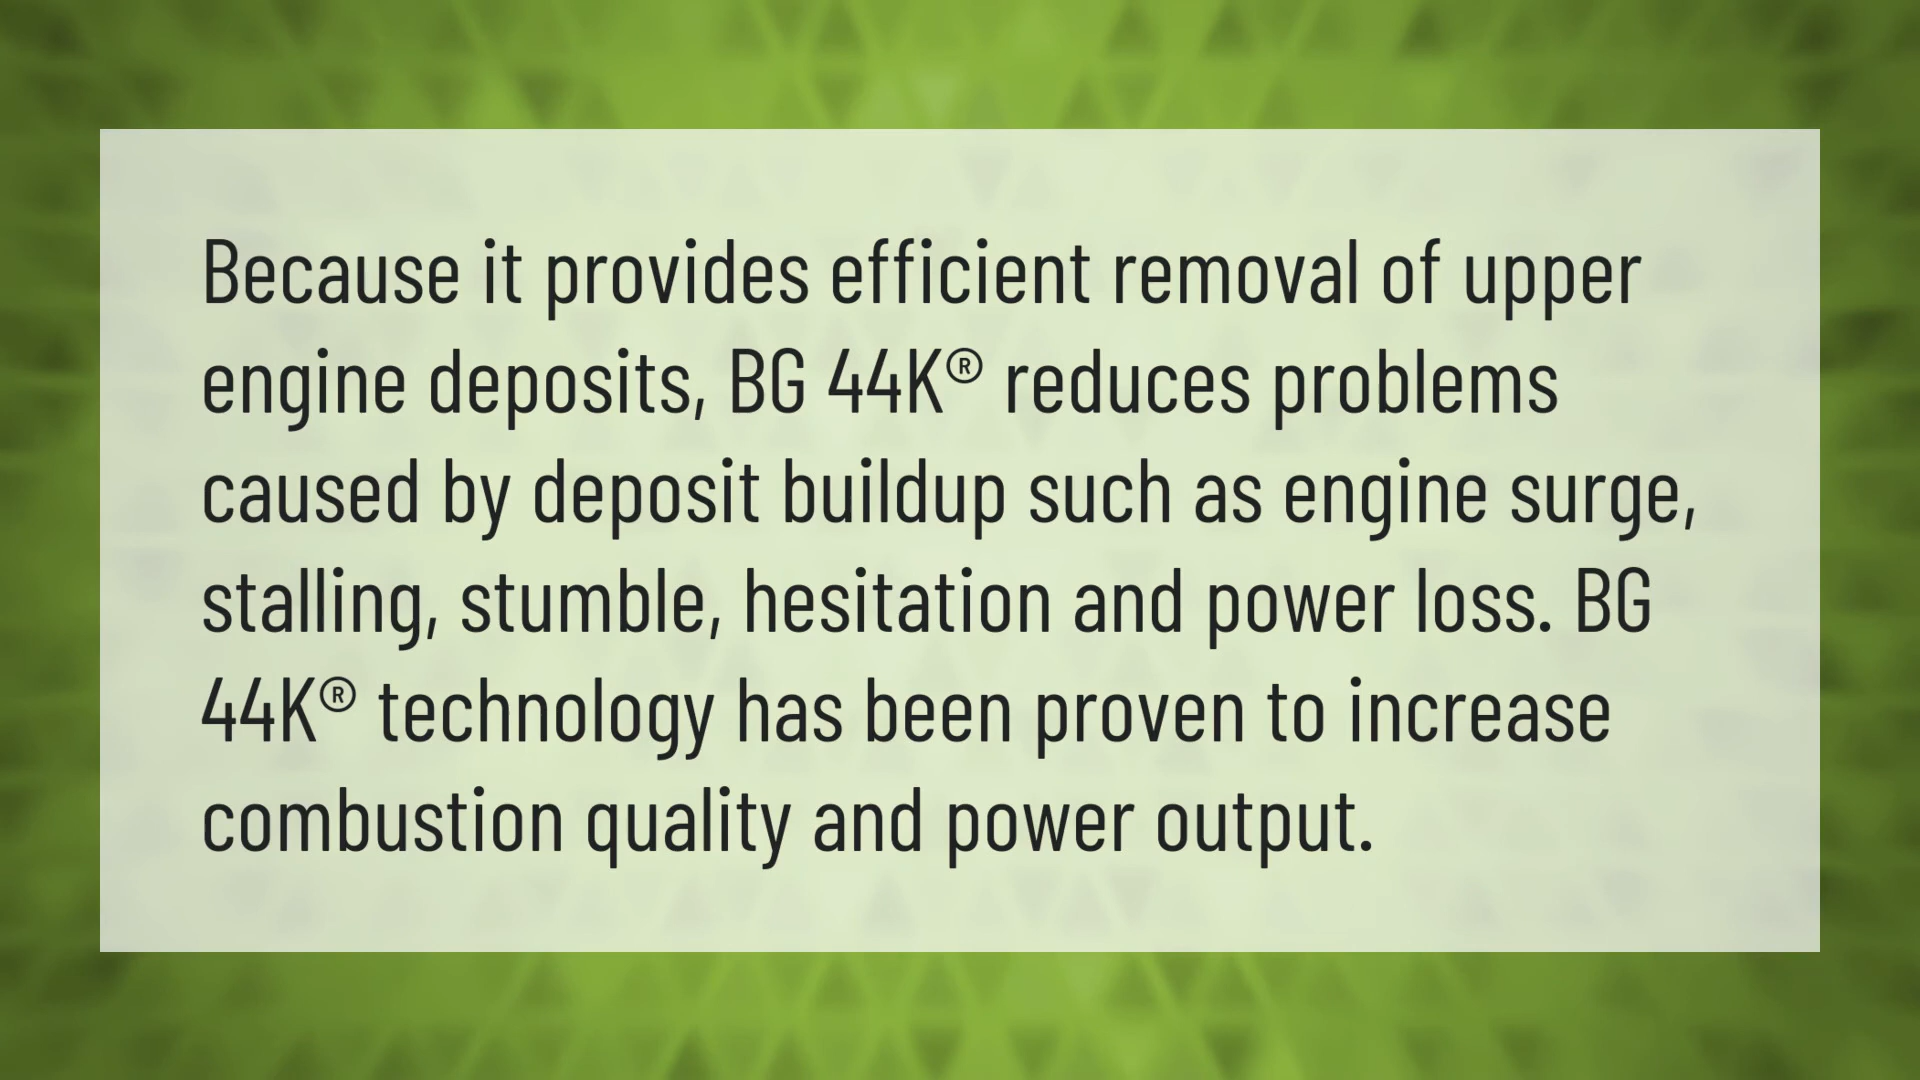 Because it provides efficient removal of upper
engine deposits, BG 44K® reduces problems
caused by deposit buildup such as engine surge,
stalling, stumble, hesitation and power loss. BG
44K® technology has been proven to increase
combustion quality and power output.